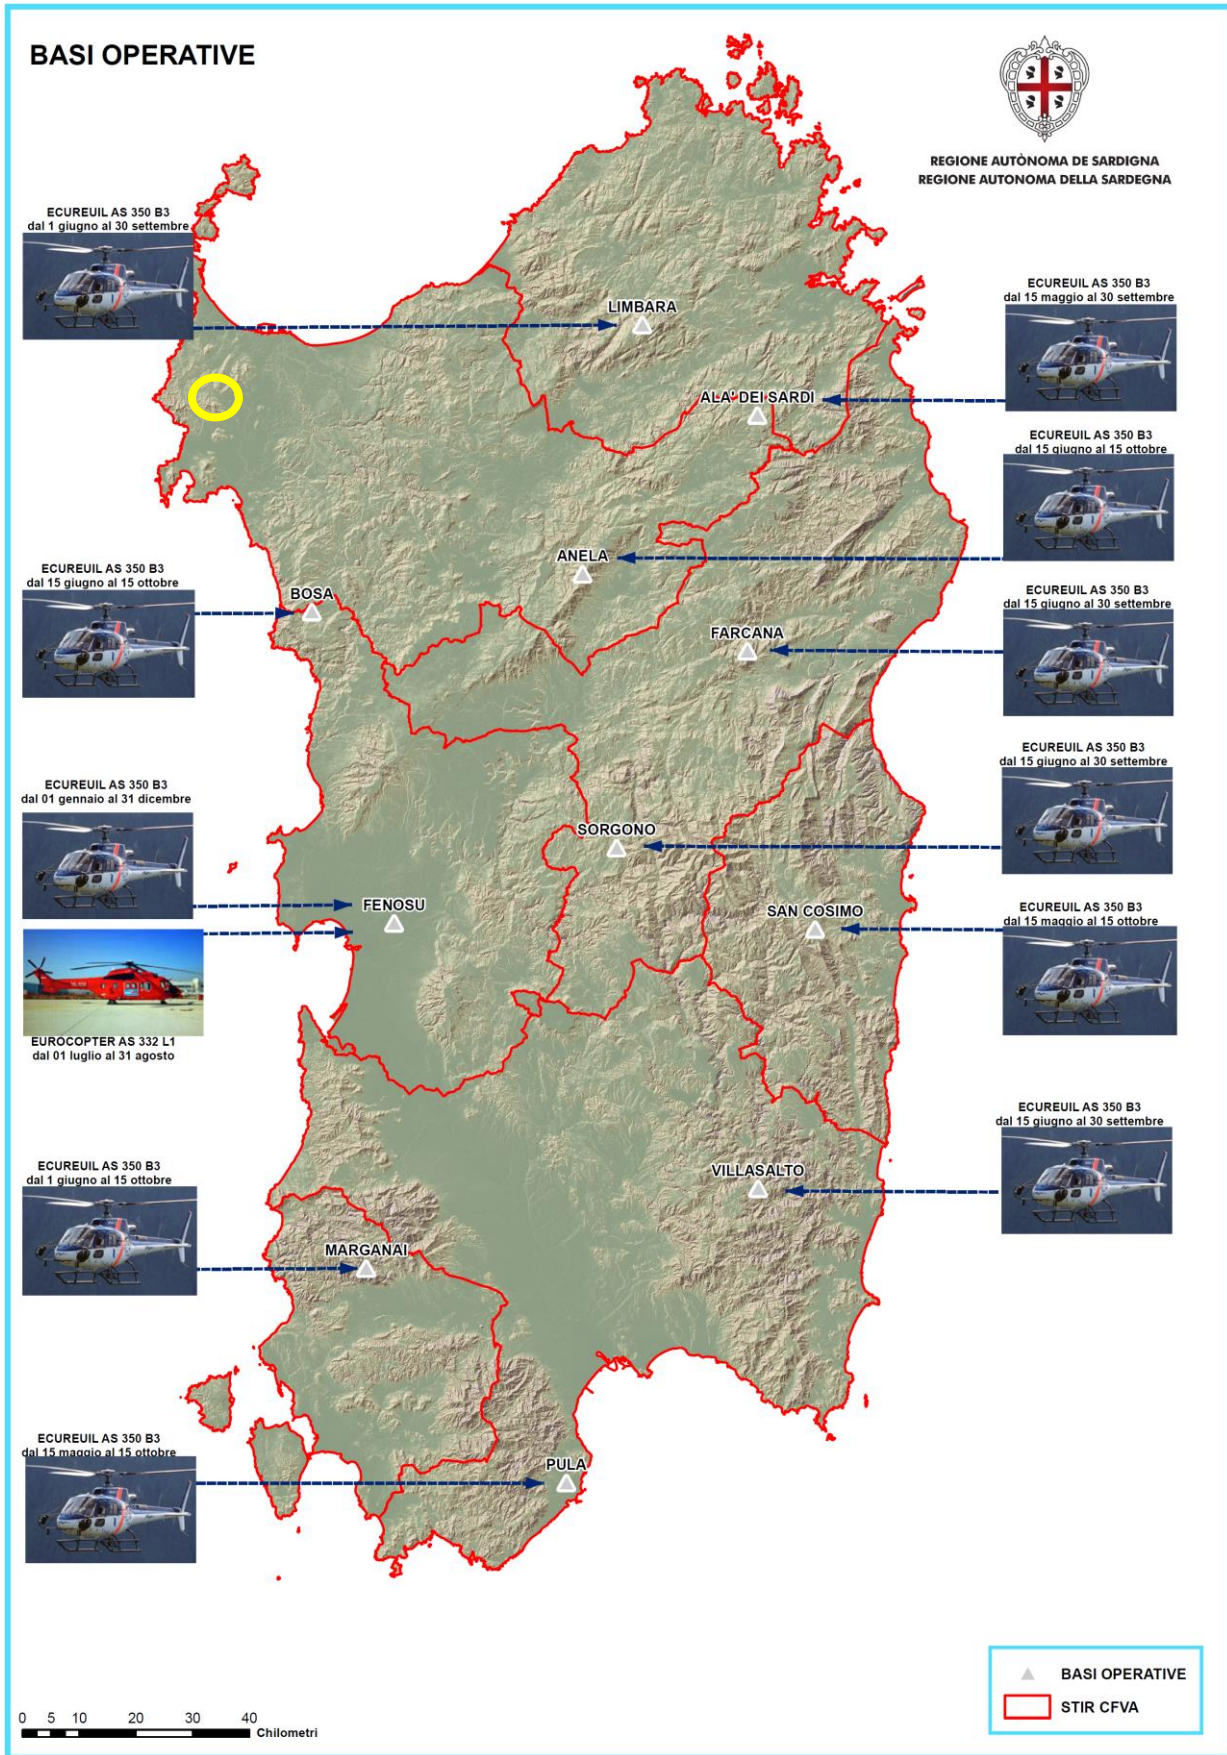 BASI OPERATIVE
REGIONE AUTÒNOMA DE SARDIGNA
REGIONE AUTONOMA DELLA SARDEGNA
ECUREUIL AS 350 B3
dal 1 giugno al 30 settembre
LIMBARA
ECUREUIL AS 350 B3
dal 15 maggio al 30 settembre
ALA' DEI SARDI
ECUREUIL AS 350 B3
dal 15 giugno al 15 ottobre
ANELA
ECUREUIL AS 350 B3
dal 15 giugno al 15 ottobre
BOSA
ECUREUIL AS 350 B3
dal 15 giugno al 30 settembre
FARCANA
ECUREUIL AS 350 B3
dal 15 giugno al 30 settembre
SORGONO
ECUREUIL AS 350 B3
dal 01 gennaio al 31 dicembre
FENOSU
EUROCOPTER AS 332 L1
dal 01 luglio al 31 agosto
ECUREUIL AS 350 B3
dal 15 maggio al 15 ottobre
SAN COSIMO
ECUREUIL AS 350 B3
dal 15 giugno al 30 settembre
VILLASALTO
ECUREUIL AS 350 B3
dal 1 giugno al 15 ottobre
MARGANAI
ECUREUIL AS 350 B3
dal 15 maggio al 15 ottobre
PULA
BASI OPERATIVE
STIR CFVA
0 5 10 20 30 40
Chilometri